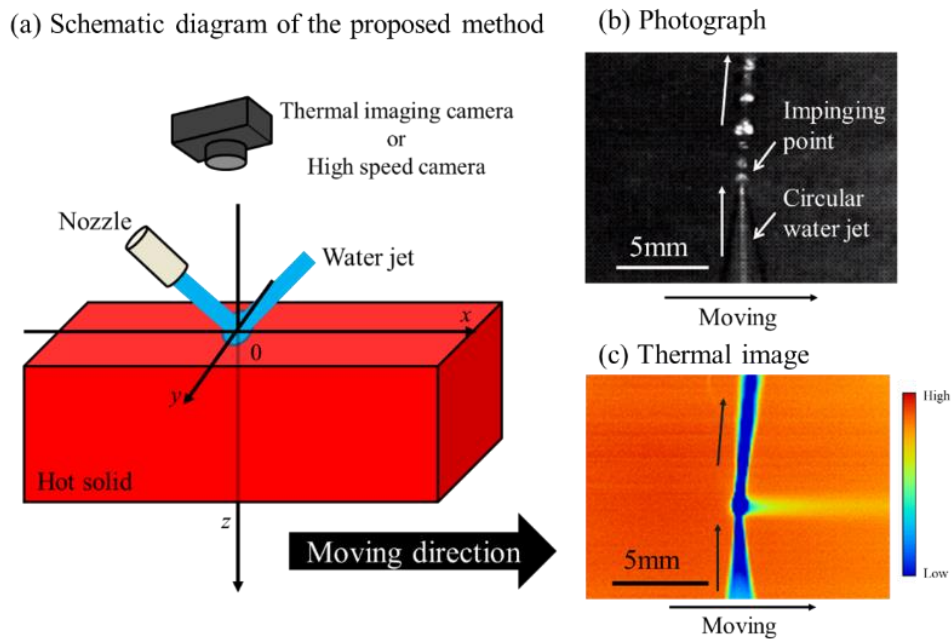 (a) Schematic diagram of the proposed method
Thermal imaging camera
or
High speed camera
Nozzle
Water jet
x
0
y
Hot solid
z
Moving direction
(b) Photograph
Impinging
point
Circular
water jet
5mm
Moving
(c) Thermal image
High
5mm
Low
Moving